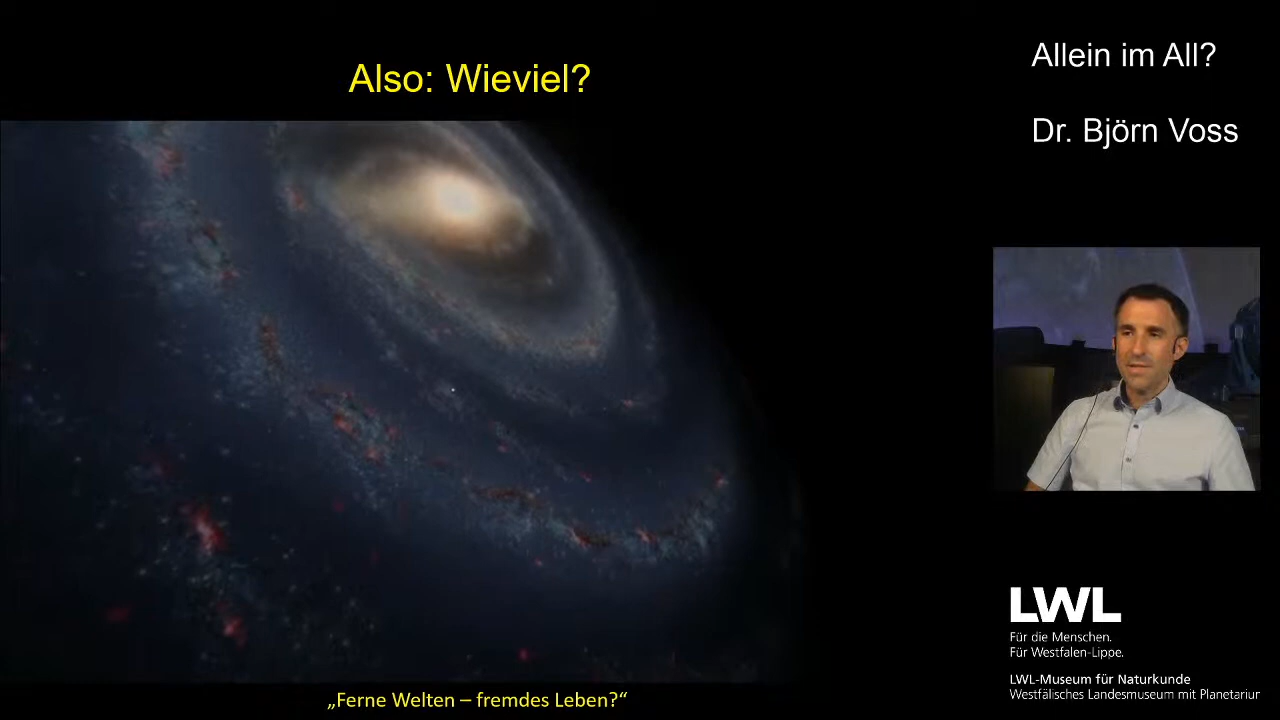 Also: Wieviel?
Allein im All?
Dr. Björn Voss
LWL
Für die Menschen.
Für Westfalen-Lippe.
LWL-Museum für Naturkunde
Westfälisches Landesmuseum mit Planetariur
„Ferne Welten – fremdes Leben?“